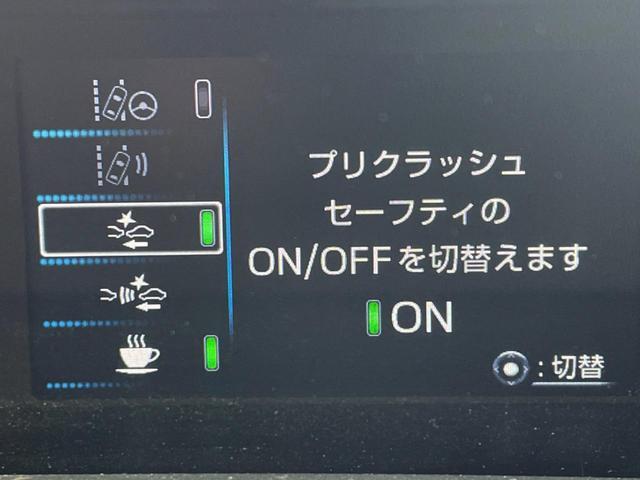 プリクラッシュ
セーフティの
ON/OFFを切替えます
ON
:切替